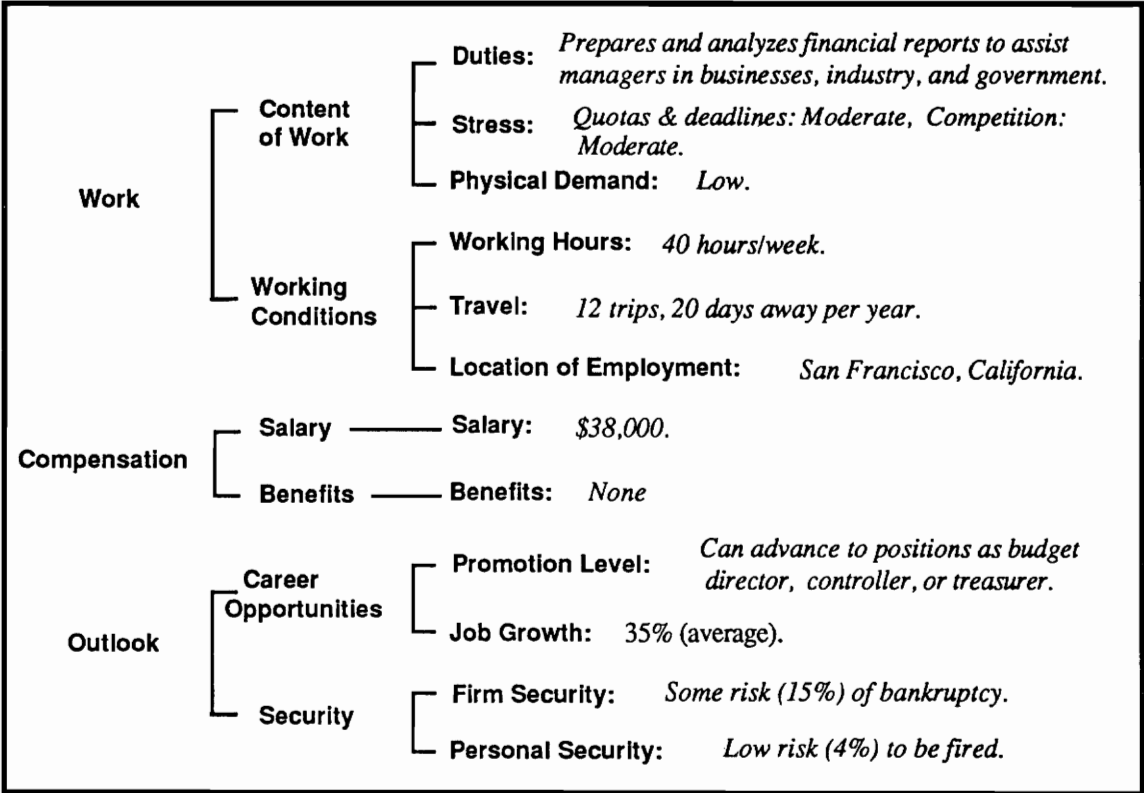 Work
Content
of Work
Duties: Prepares and analyzes financial reports to assist
managers in businesses, industry, and government.
Stress: Quotas & deadlines: Moderate, Competition:
Moderate.
Physical Demand: Low.
Working
Conditions
Working Hours: 40 hours/week.
Travel: 12 trips, 20 days away per year.
Location of Employment: San Francisco, California.
Compensation
Salary
Salary: $38,000.
Benefits
Benefits: None
Outlook
Career
Opportunities
Promotion Level: Can advance to positions as budget
director, controller, or treasurer.
Job Growth: 35% (average).
Security
Firm Security: Some risk (15%) of bankruptcy.
Personal Security: Low risk (4%) to be fired.